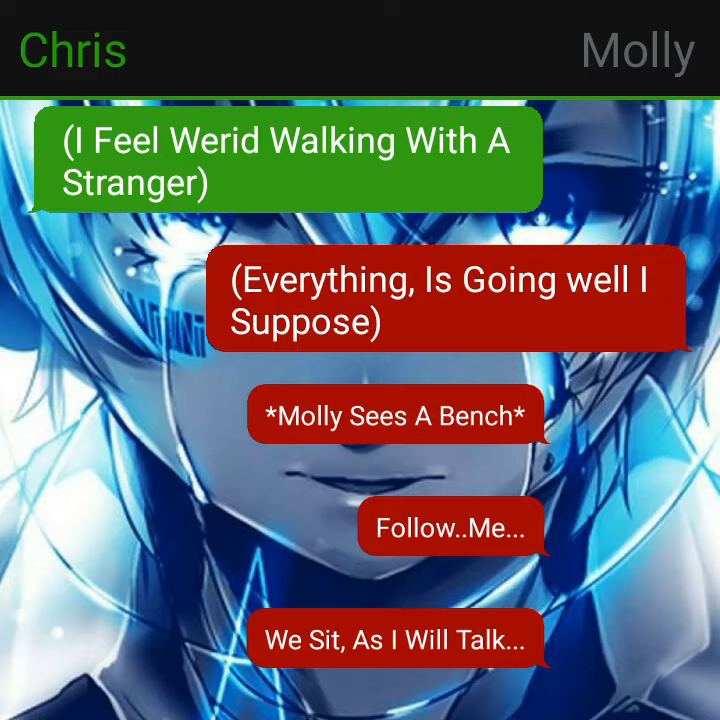 Chris
Molly
(I Feel Werid Walking With A
Stranger)
(Everything, Is Going well I
Suppose)
*Molly Sees A Bench*
Follow..Me...
We Sit, As I Will Talk...